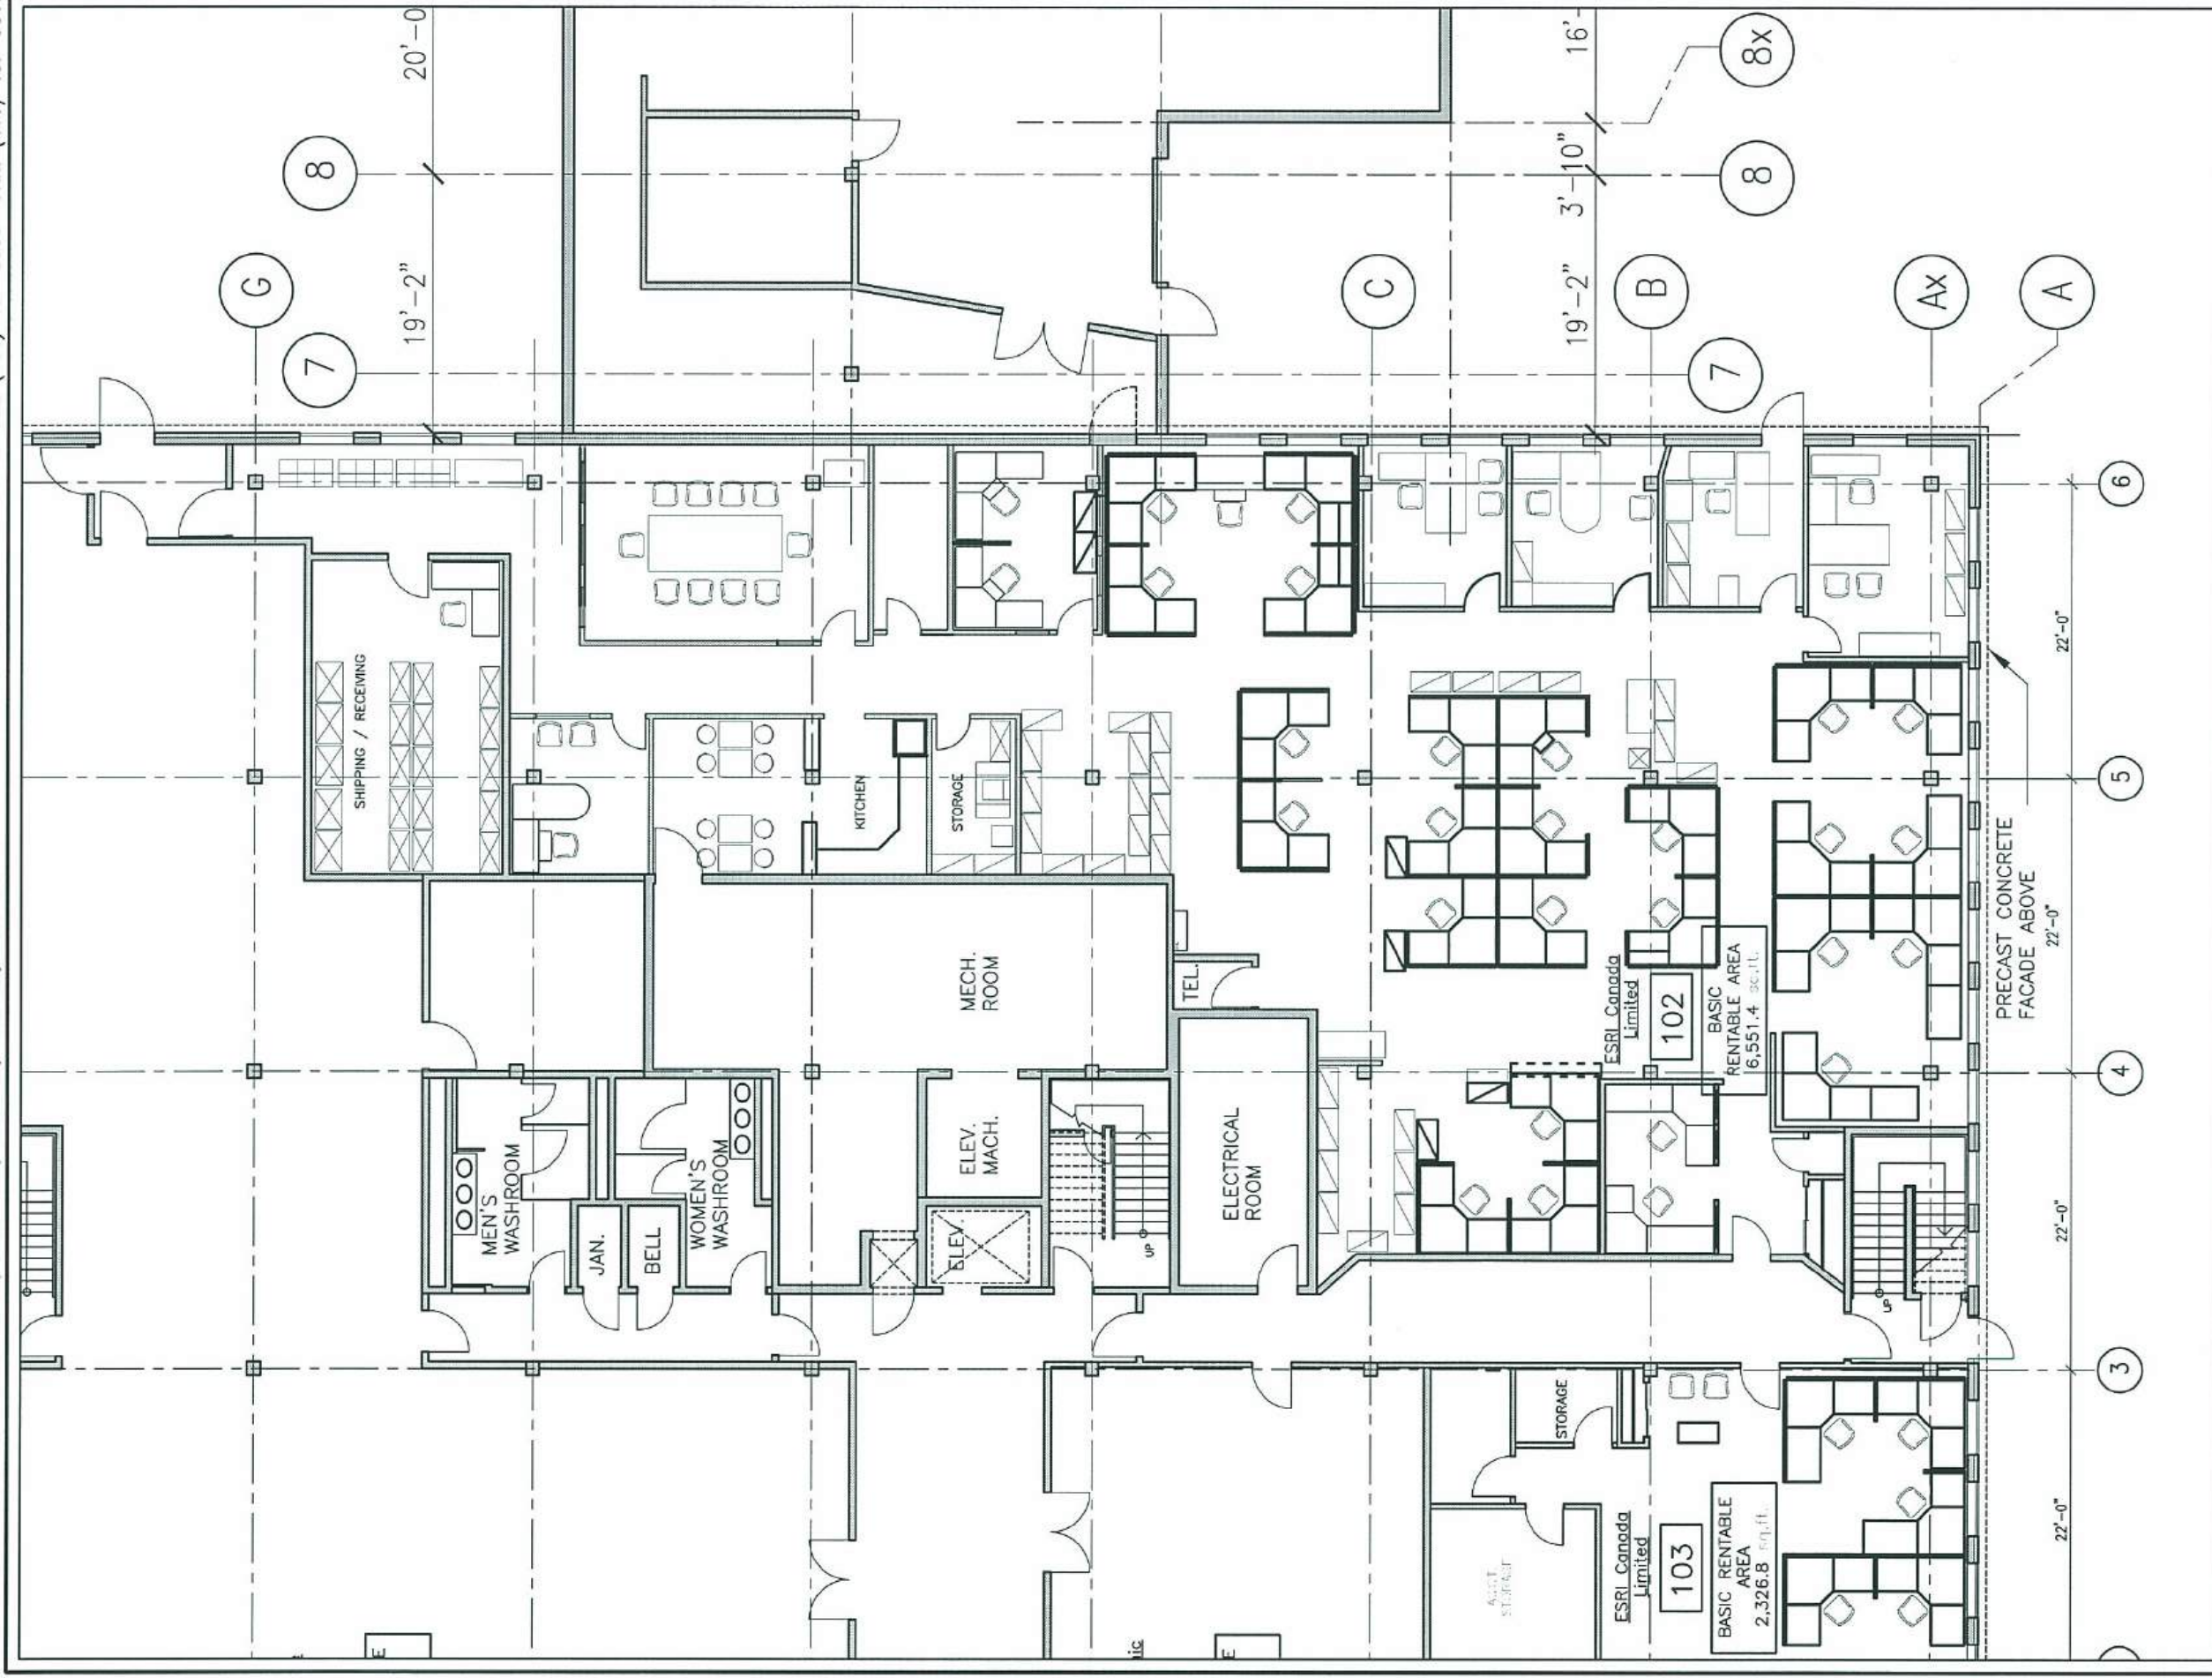 20'-0
8
19'-2"
G
7
16'-
8X
3'-10"
8
19'-2"
C
B
7
Ax
A
SHIPPING / RECEIVING
KITCHEN
STORAGE
MECH.
ROOM
TEL.
MEN'S
WASHROOM
WOMEN'S
WASHROOM
JAN.
BELL
ELEV.
MACH.
ELEV.
UP
ELECTRICAL
ROOM
ESRI Canada
Limited
102
BASIC
RENTABLE AREA
6,551.4 sq.ft.
PRECAST CONCRETE
FACADE ABOVE
6
22'-0"
5
22'-0"
4
22'-0"
3
22'-0"
UP
STORAGE
STORAGE
ESRI Canada
Limited
103
BASIC RENTABLE
AREA
2,326.8 sq.ft.
E
ic
E